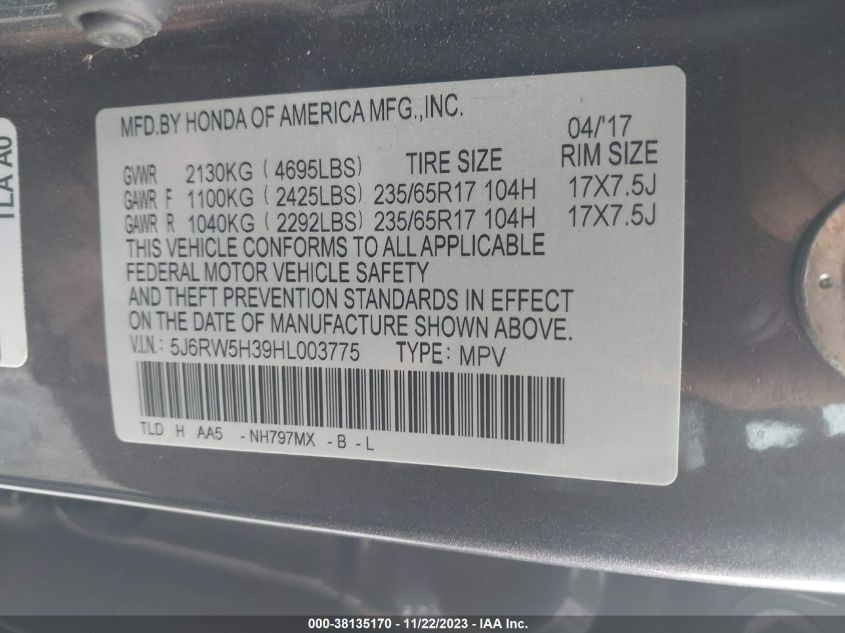 TLA A0
MFD.BY HONDA OF AMERICA MFG.,INC.
04/'17
GVWR 2130KG ( 4695LBS) TIRE SIZE RIM SIZE
GAWR F 1100KG ( 2425LBS) 235/65R17 104H 17X7.5J
GAWR R 1040KG ( 2292LBS) 235/65R17 104H 17X7.5J
THIS VEHICLE CONFORMS TO ALL APPLICABLE
FEDERAL MOTOR VEHICLE SAFETY
AND THEFT PREVENTION STANDARDS IN EFFECT
ON THE DATE OF MANUFACTURE SHOWN ABOVE.
V.I.N.: 5J6RW5H39HL003775 TYPE: MPV
TLD H AA5 -NH797MX -B -L
000-38135170 - 11/22/2023 - IAA Inc.